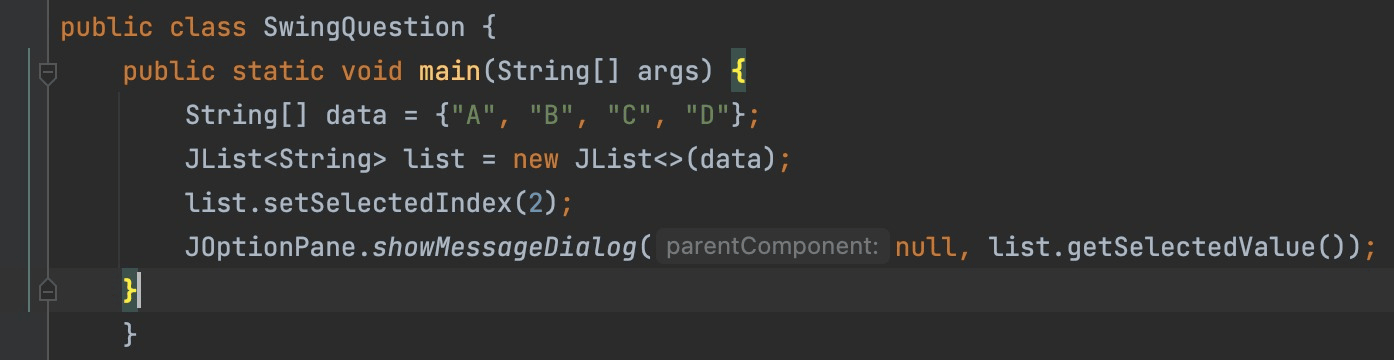 public class SwingQuestion {
public static void main(String[] args) {
String[] data = {"A", "B", "C", "D"};
JList<String> list = new JList<>(data);
list.setSelectedIndex(2);
JOptionPane.showMessageDialog( parentComponent: null, list.getSelectedValue());
}
}